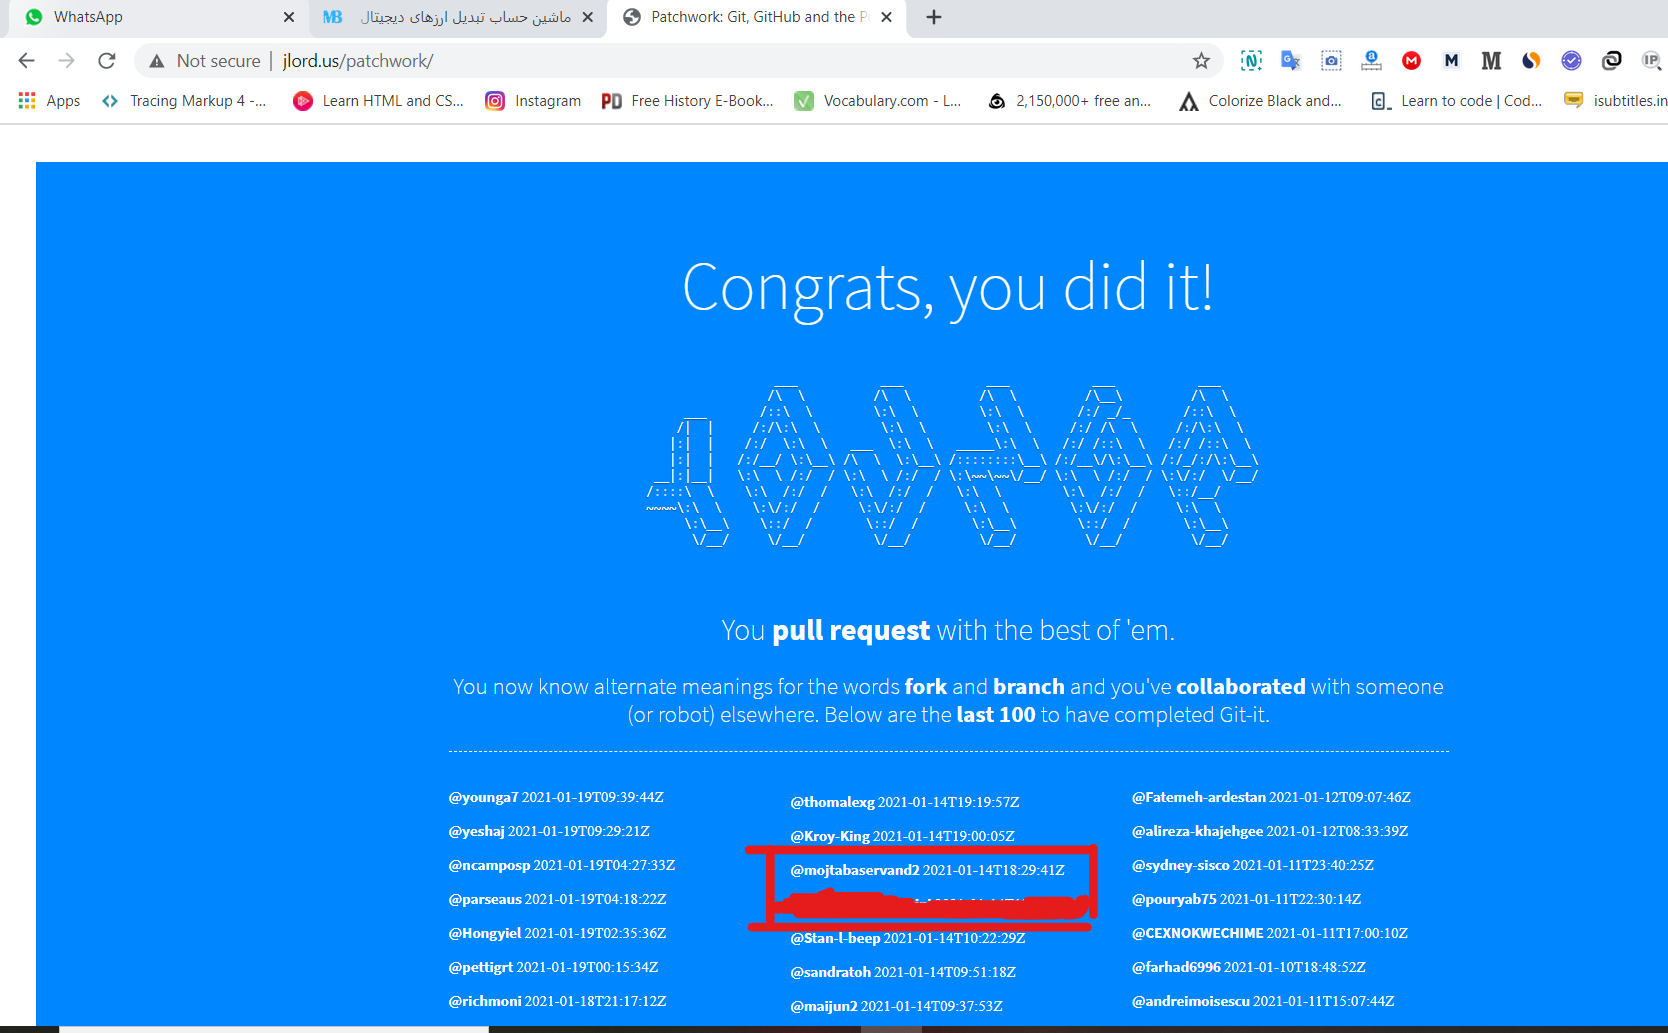 WhatsApp
ماشین حساب تبدیل ارزهای دیجیتال
Patchwork: Git, GitHub and the P
Not secure | jlord.us/patchwork/
Apps
Tracing Markup 4 -...
Learn HTML and CS...
Instagram
Free History E-Book...
Vocabulary.com - L...
2,150,000+ free an...
Colorize Black and...
Learn to code | Cod...
isubtitles.in
Congrats, you did it!
You pull request with the best of 'em.
You now know alternate meanings for the words fork and branch and you've collaborated with someone
(or robot) elsewhere. Below are the last 100 to have completed Git-it.
@younga7 2021-01-19T09:39:44Z
@yeshaj 2021-01-19T09:29:21Z
@ncamposp 2021-01-19T04:27:33Z
@parseaus 2021-01-19T04:18:22Z
@Hongyiel 2021-01-19T02:35:36Z
@pettigrt 2021-01-19T00:15:34Z
@richmoni 2021-01-18T21:17:12Z
@thomalexg 2021-01-14T19:19:57Z
@Kroy-King 2021-01-14T19:00:05Z
@mojtabaservand2 2021-01-14T18:29:41Z
@Stan-l-beep 2021-01-14T10:22:29Z
@sandratoh 2021-01-14T09:51:18Z
@maijun2 2021-01-14T09:37:53Z
@Fatemeh-ardestan 2021-01-12T09:07:46Z
@alireza-khajehgee 2021-01-12T08:33:39Z
@sydney-sisco 2021-01-11T23:40:25Z
@pouryab75 2021-01-11T22:30:14Z
@CEXNOKWECHIME 2021-01-11T17:00:10Z
@farhad6996 2021-01-10T18:48:52Z
@andreimoisescu 2021-01-11T15:07:44Z